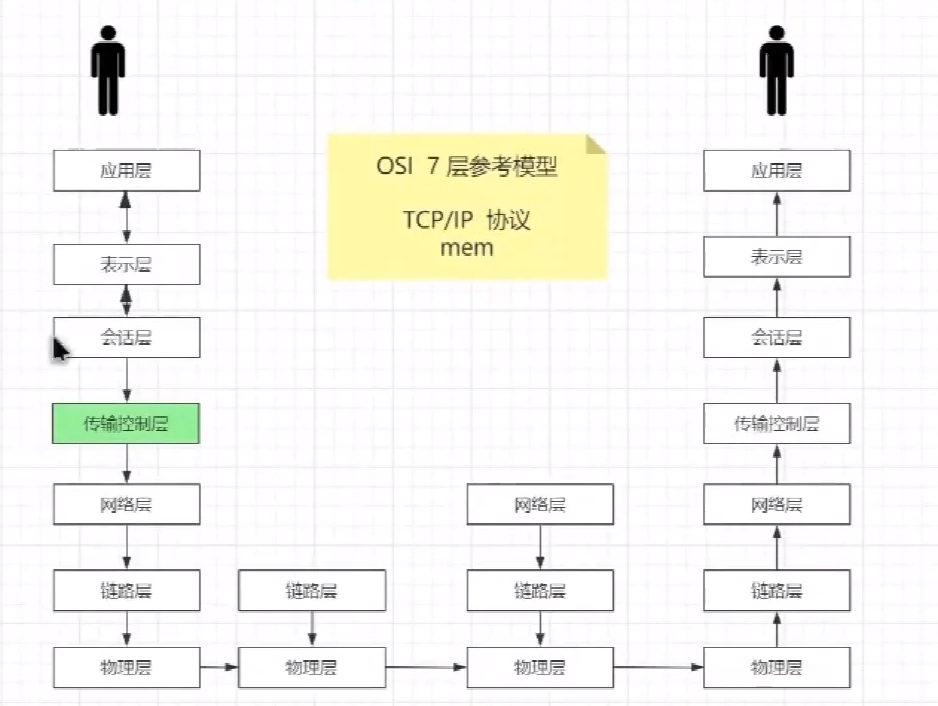 OSI 7 层参考模型
TCP/IP 协议
mem
应用层
表示层
会话层
传输控制层
网络层
链路层
物理层
链路层
物理层
网络层
链路层
物理层
应用层
表示层
会话层
传输控制层
网络层
链路层
物理层